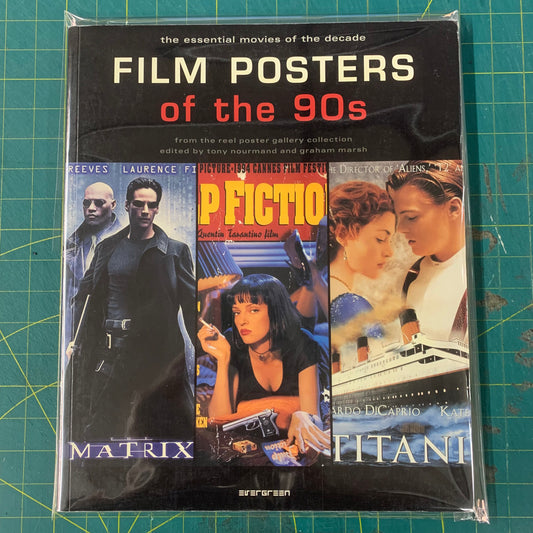 the essential movies of the decade
FILM POSTERS
of the 90s
from the reel poster gallery collection
edited by tony nourmand and graham marsh
REEVES LAURENCE FI
PICTURE-1994 CANNES FILM FESTI
HE DIRECTOR OF 'ALIENS,' 'T2' A
P FICTIO
Quentin Tarantino film
ARDO DICAPRIO KATE
MATRIX
TITANI
EVERGREEN